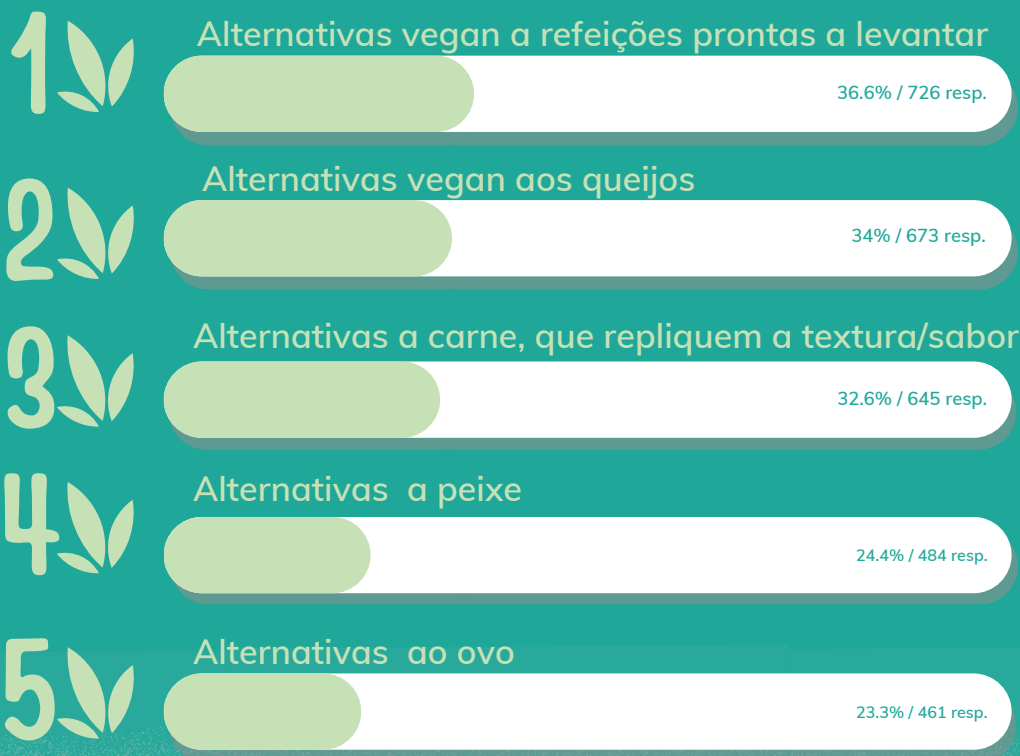 1
Alternativas vegan a refeições prontas a levantar
36.6% / 726 resp.
2
Alternativas vegan aos queijos
34% / 673 resp.
3
Alternativas a carne, que repliquem a textura/sabor
32.6% / 645 resp.
4
Alternativas a peixe
24.4% / 484 resp.
5
Alternativas ao ovo
23.3% / 461 resp.